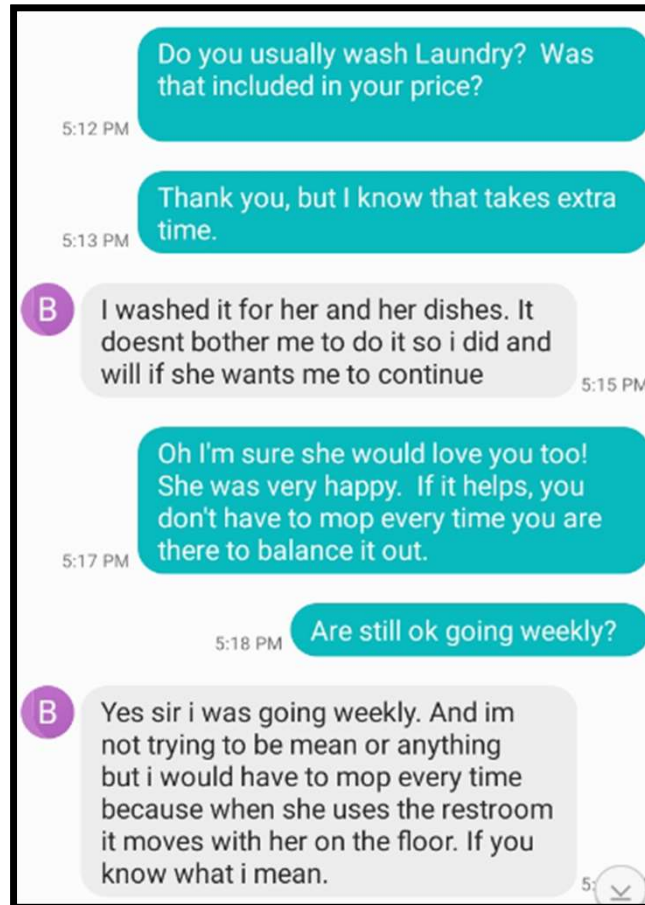 Do you usually wash Laundry?  Was
that included in your price?
5:12 PM
Thank you, but I know that takes extra
time.
5:13 PM
B
I washed it for her and her dishes. It
doesnt bother me to do it so i did and
will if she wants me to continue
5:15 PM
Oh I'm sure she would love you too!
She was very happy.  If it helps, you
don't have to mop every time you are
there to balance it out.
5:17 PM
Are still ok going weekly?
5:18 PM
B
Yes sir i was going weekly. And im
not trying to be mean or anything
but i would have to mop every time
because when she uses the restroom
it moves with her on the floor. If you
know what i mean.